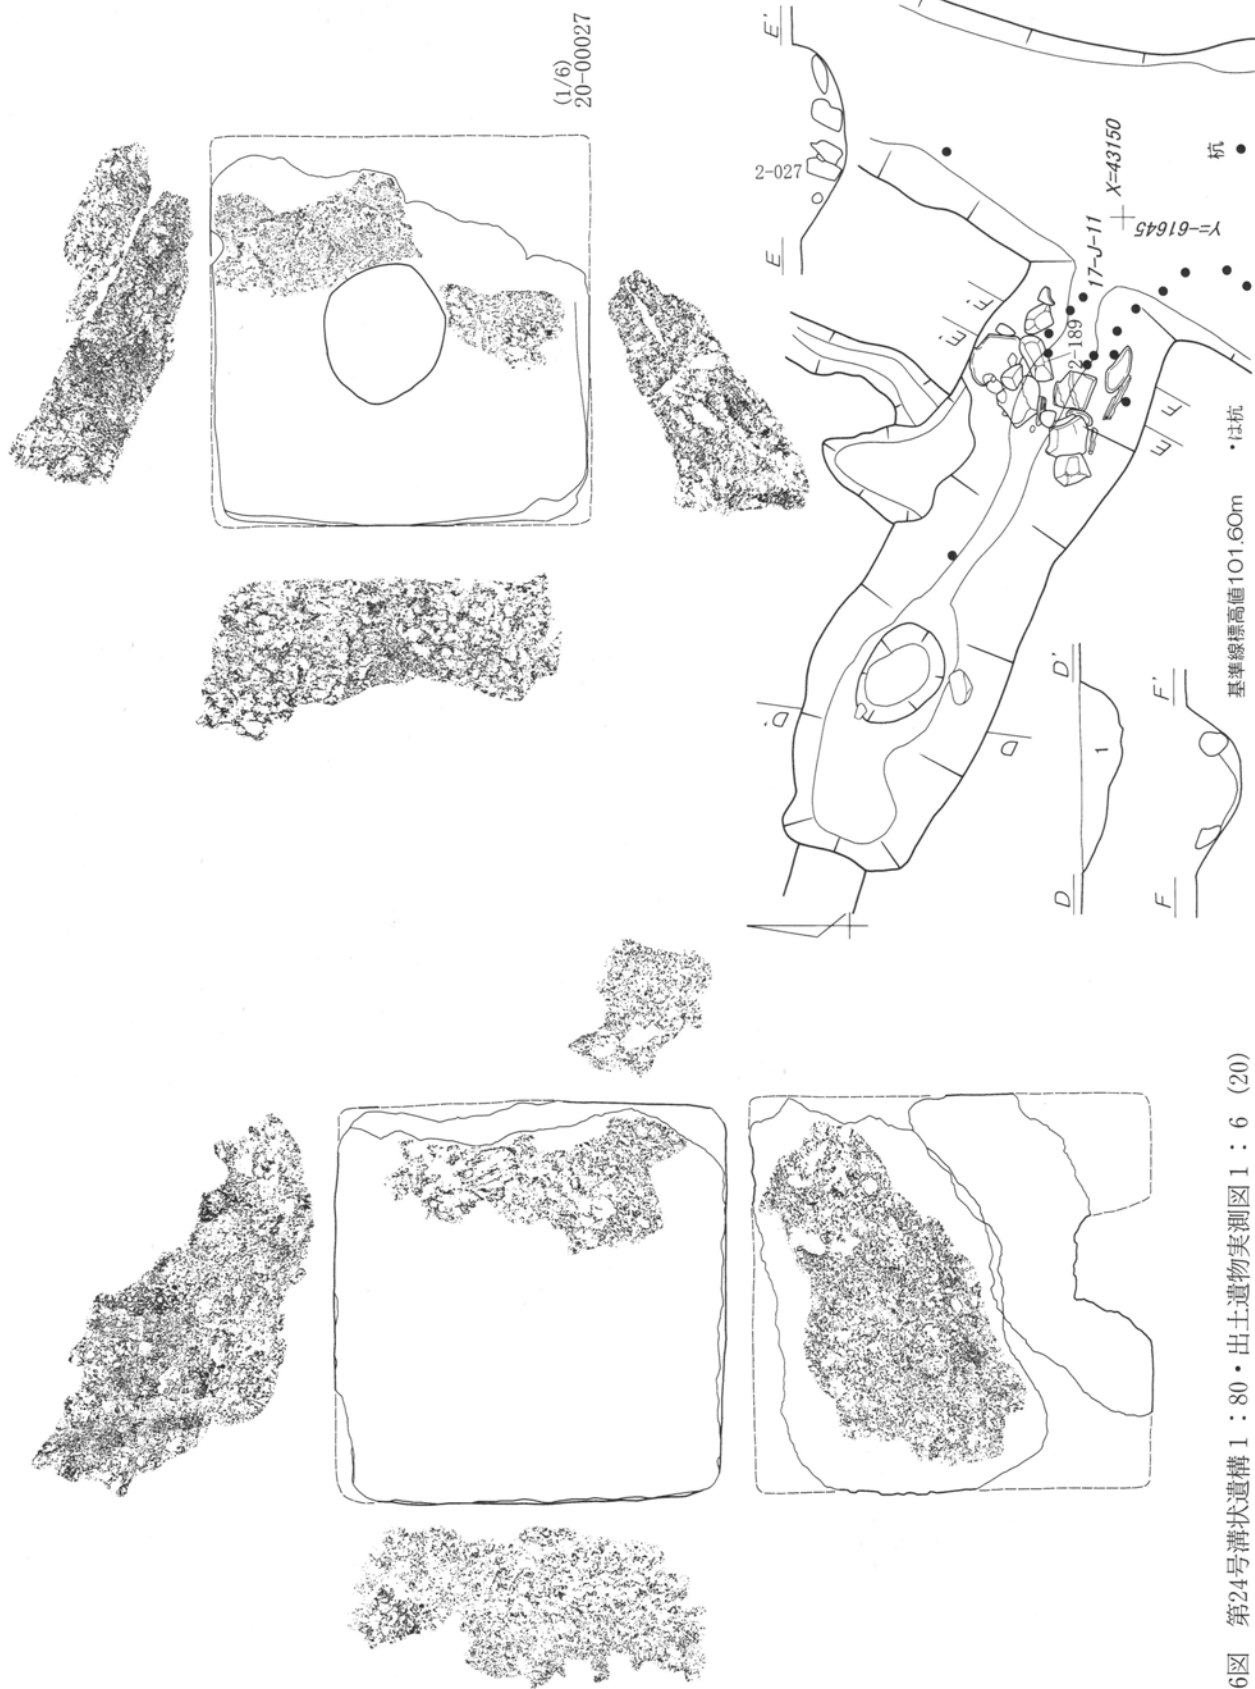 (1/6)
20-00027
E
E'
2-027
X=43150
Y=-61645
17-J-11
2-189
E'
F'
E
F
D'
D
D
D'
1
F
F'
杭
・は杭
基準線標高値101.60m
6図　第24号溝状遺構1：80・出土遺物実測図1：6　(20)